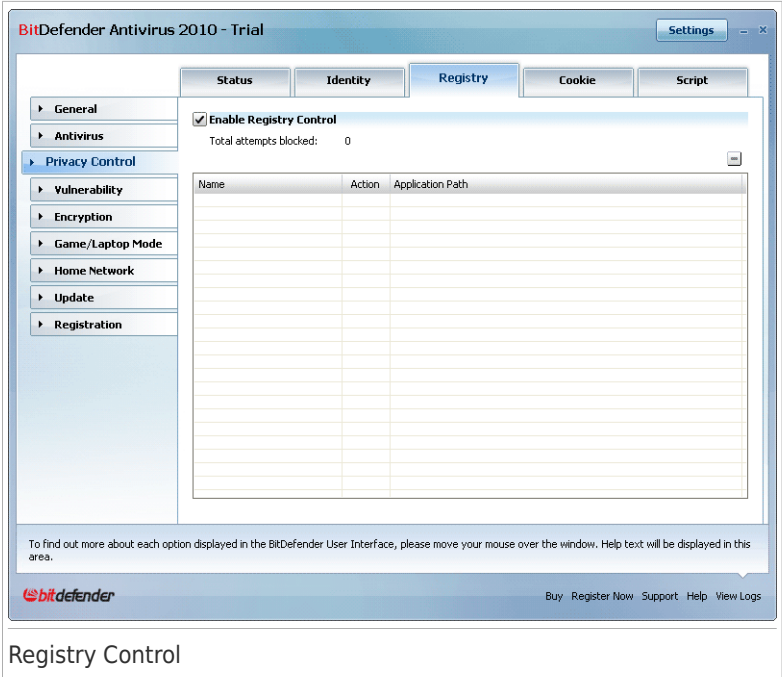 BitDefender Antivirus 2010 - Trial
Settings
Status Identity Registry Cookie Script
General
Antivirus
Privacy Control
Vulnerability
Encryption
Game/Laptop Mode
Home Network
Update
Registration
Enable Registry Control
Total attempts blocked: 0
Name Action Application Path
To find out more about each option displayed in the BitDefender User Interface, please move your mouse over the window. Help text will be displayed in this
area.
bitdefender
Buy Register Now Support Help View Logs
Registry Control